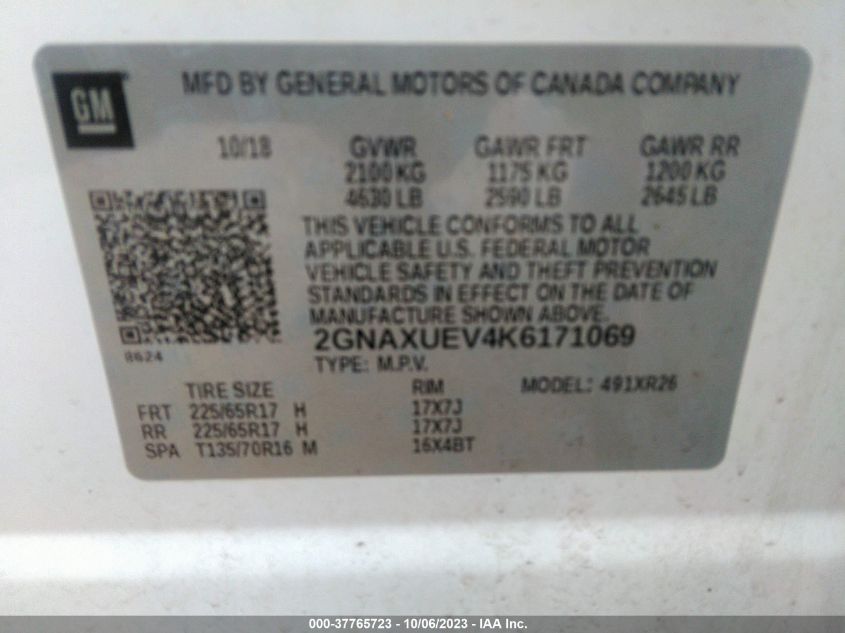 MFD BY GENERAL MOTORS OF CANADA COMPANY
GM
10/18 GVWR GAWR FRT GAWR RR
2100 KG 1175 KG 1200 KG
4630 LB 2590 LB 2645 LB
THIS VEHICLE CONFORMS TO ALL
APPLICABLE U.S. FEDERAL MOTOR
VEHICLE SAFETY AND THEFT PREVENTION
STANDARDS IN EFFECT ON THE DATE OF
MANUFACTURE SHOWN ABOVE.
2GNAXUEV4K6171069
8624
TYPE: M.P.V.
TIRE SIZE RIM MODEL: 491XR26
FRT 225/65R17 H 17X7J
RR 225/65R17 H 17X7J
SPA T135/70R16 M 16X4BT
000-37765723 - 10/06/2023 - IAA Inc.